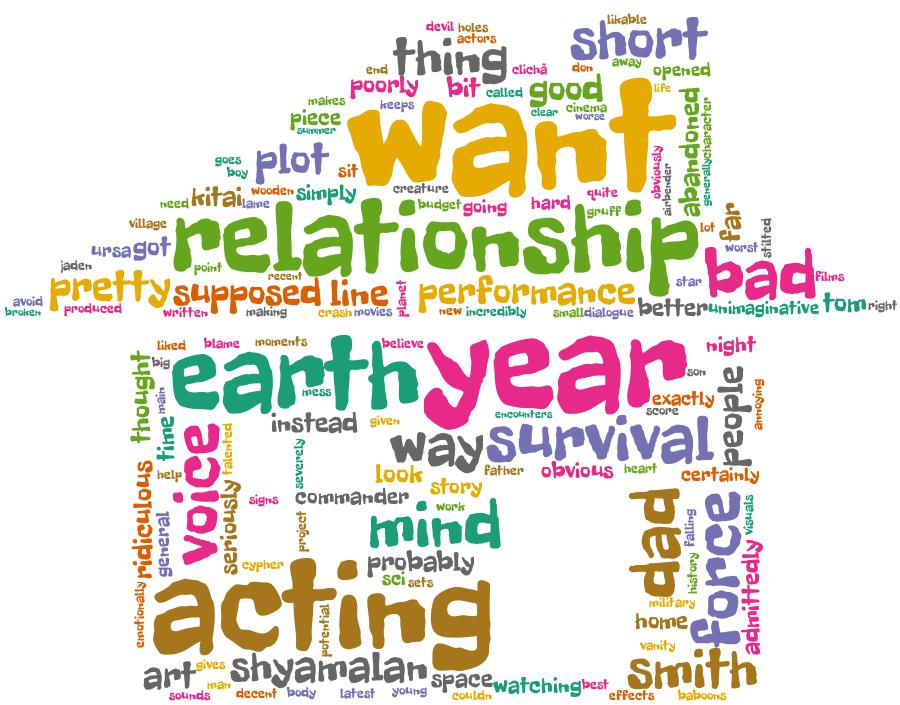 devil holes
likable
actors
short
thing
end
clichã
don
away
opened
poorly
bit
called
good
life
makes
keeps
cinema
piece
clear
worse
want
abandoned
character
summer
goes
boy
plot
sit
obviously
airbender
generally
wooden
simply
creature
quite
need
kitai
lame
budget
going
hard
gruff
village
relationship
lot
far
stilted
ursa
got
worst
jaden
point
recent
bad
pretty
supposed
line
planet
performance
star
films
avoid
better
unimaginative
tom
right
broken
produced
written
making
crash
movies
new
incredibly
small
dialogue
liked
blame
moments
believe
night
thought
big
earth
year
son
people
annoying
main
mess
exactly
time
instead
given
encounters
score
voice
talented
way
survival
severely
look
father
obvious
heart
certainly
help
ridiculous
general
seriously
signs
commander
story
dad
falling
force
visuals
work
project
mind
cypher
probably
history
admittedly
sci
sets
emotionally
acting
potential
military
home
vanity
art
gives
shyamalan
space
smith
man
watching
best
sounds
decent
body
latest
young
couldn
effects
baboons